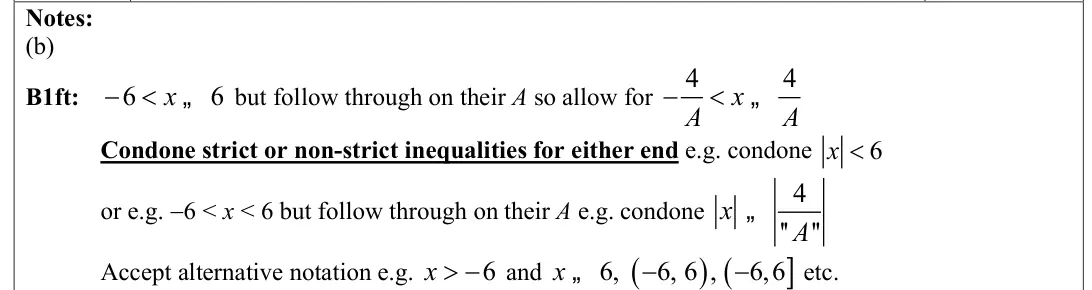 Notes:
(b)
B1ft: −6 < x „ 6 but follow through on their A so allow for −4/A < x „ 4/A
Condone strict or non-strict inequalities for either end e.g. condone |x| < 6
or e.g. –6 < x < 6 but follow through on their A e.g. condone |x| „ |4/"A"|
Accept alternative notation e.g. x > −6 and x „ 6, (−6, 6), (−6,6] etc.